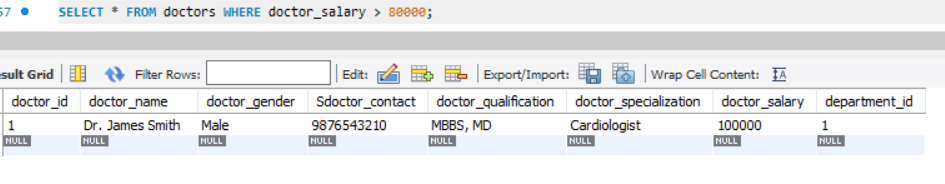 57 SELECT * FROM doctors WHERE doctor_salary > 80000;
sult Grid Filter Rows: Edit: Export/Import: Wrap Cell Content: IA
doctor_id doctor_name doctor_gender Sdoctor_contact doctor_qualification doctor_specialization doctor_salary department_id
1 Dr. James Smith Male 9876543210 MBBS, MD Cardiologist 100000 1
NULL NULL NULL NULL NULL NULL NULL NULL